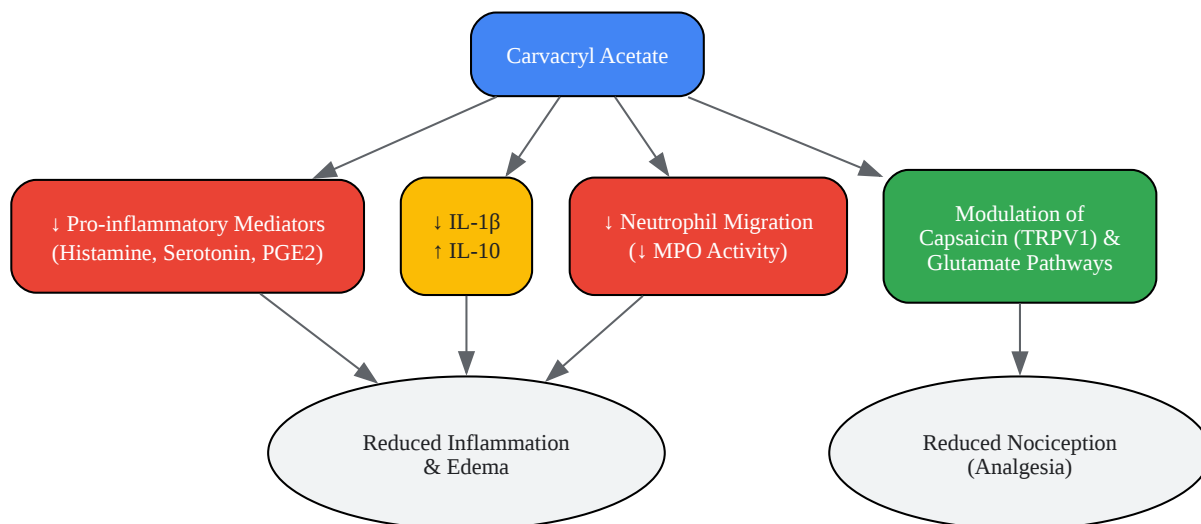 Carvacryl Acetate
↓ Pro-inflammatory Mediators
(Histamine, Serotonin, PGE2)
↓ IL-1β
↑ IL-10
↓ Neutrophil Migration
(↓ MPO Activity)
Modulation of
Capsaicin (TRPV1) &
Glutamate Pathways
Reduced Inflammation
& Edema
Reduced Nociception
(Analgesia)